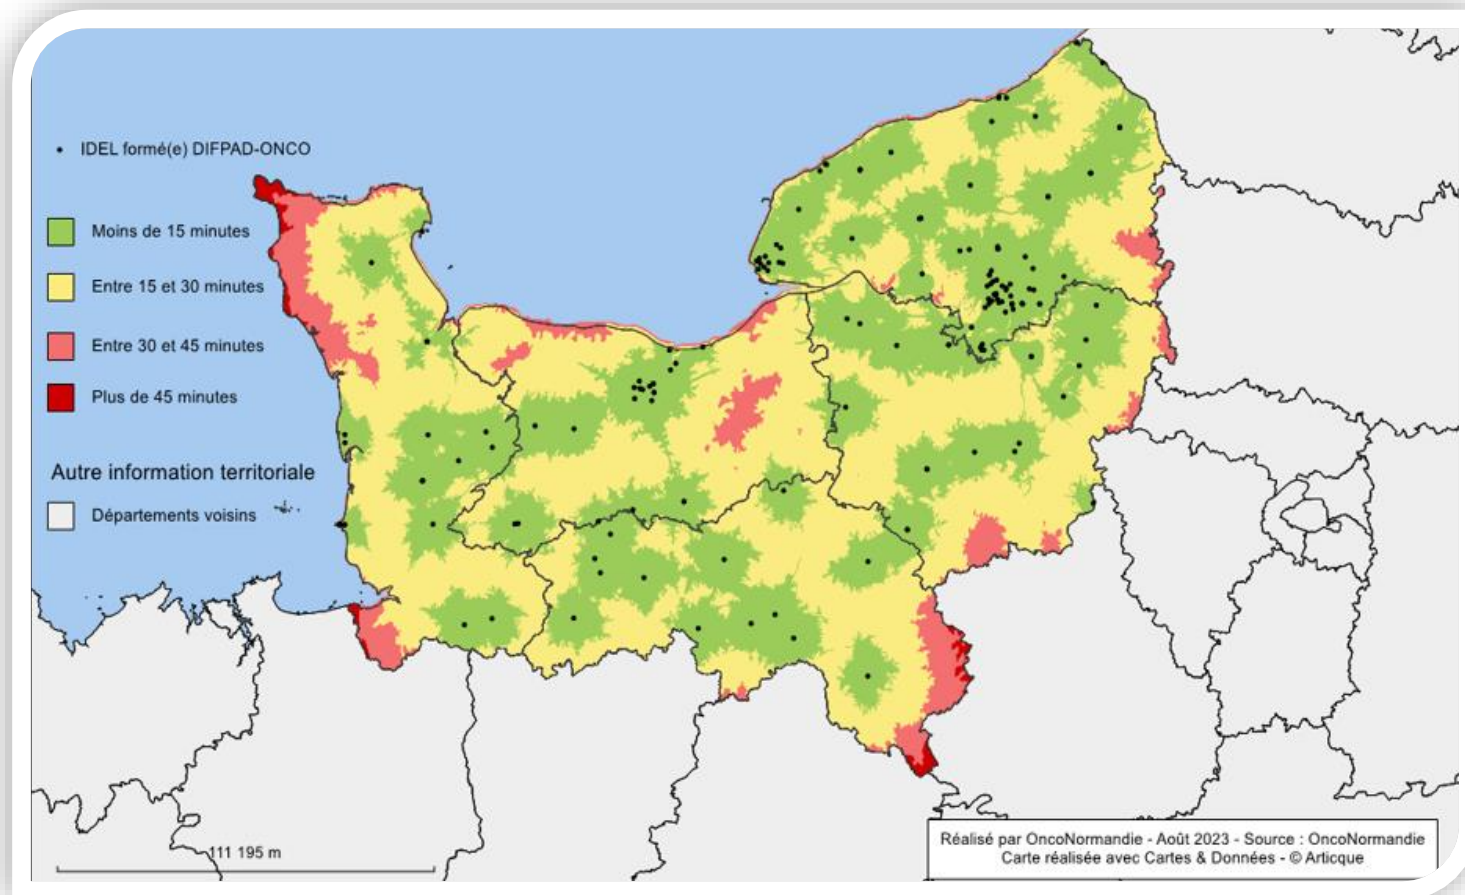 IDEL formé(e) DIFPAD-ONCO
Moins de 15 minutes
Entre 15 et 30 minutes
Entre 30 et 45 minutes
Plus de 45 minutes
Autre information territoriale
Départements voisins
111 195 m
Réalisé par OncoNormandie - Août 2023 - Source : OncoNormandie
Carte réalisée avec Cartes & Données - © Articque